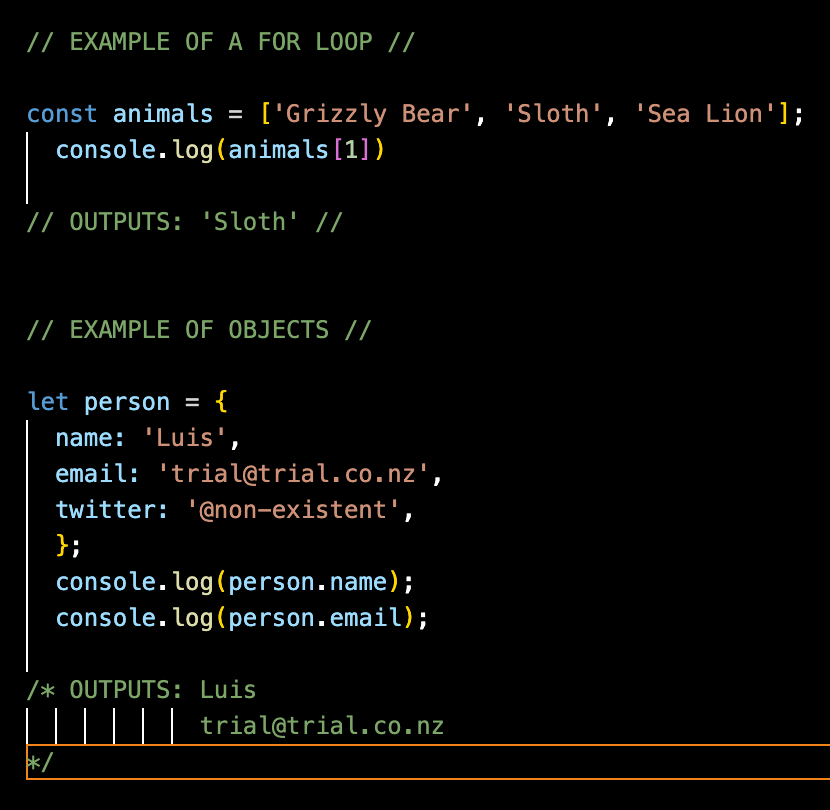 // EXAMPLE OF A FOR LOOP //
const animals = ['Grizzly Bear', 'Sloth', 'Sea Lion'];
console.log(animals[1])
// OUTPUTS: 'Sloth' //
// EXAMPLE OF OBJECTS //
let person = {
name: 'Luis',
email: 'trial@trial.co.nz',
twitter: '@non-existent',
};
console.log(person.name);
console.log(person.email);
/* OUTPUTS: Luis
trial@trial.co.nz
*/